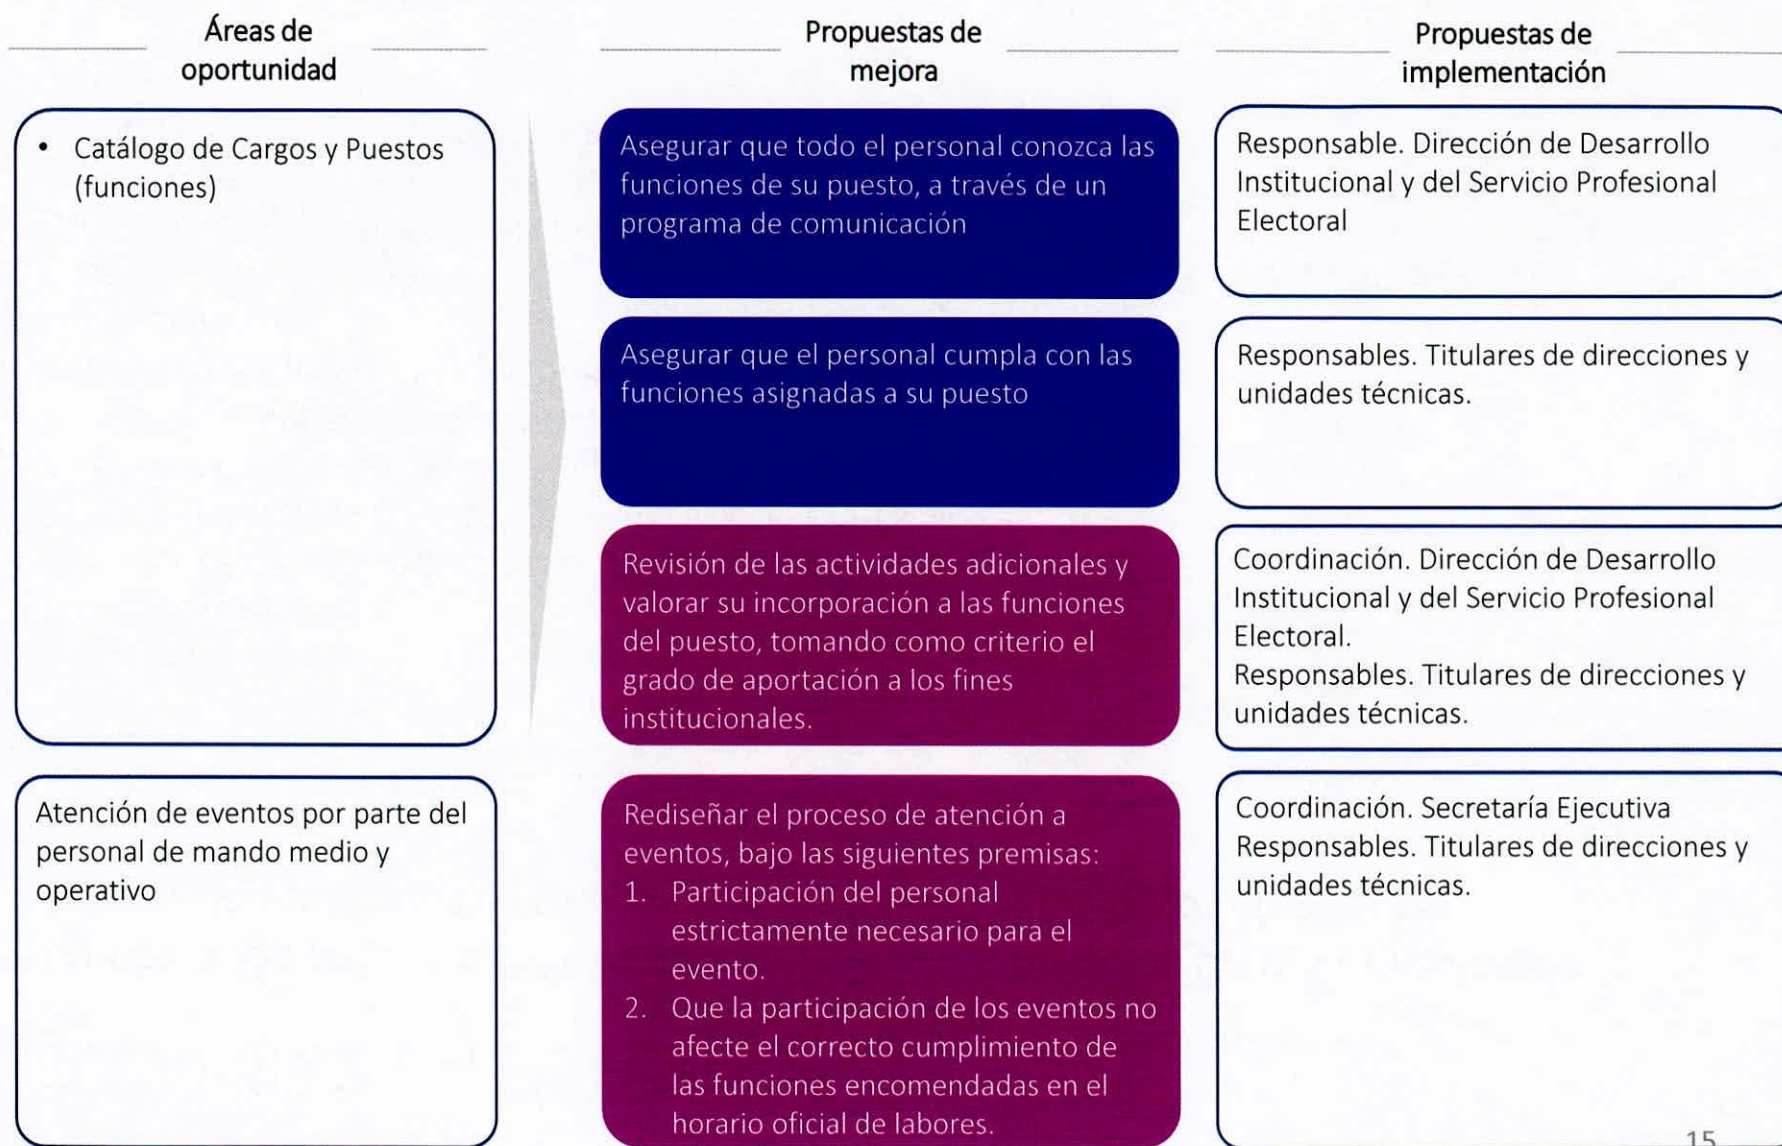 Áreas de
oportunidad
Propuestas de
mejora
Propuestas de
implementación
• Catálogo de Cargos y Puestos
(funciones)
Asegurar que todo el personal conozca las
funciones de su puesto, a través de un
programa de comunicación
Responsable. Dirección de Desarrollo
Institucional y del Servicio Profesional
Electoral
Asegurar que el personal cumpla con las
funciones asignadas a su puesto
Responsables. Titulares de direcciones y
unidades técnicas.
Revisión de las actividades adicionales y
valorar su incorporación a las funciones
del puesto, tomando como criterio el
grado de aportación a los fines
institucionales.
Coordinación. Dirección de Desarrollo
Institucional y del Servicio Profesional
Electoral.
Responsables. Titulares de direcciones y
unidades técnicas.
Atención de eventos por parte del
personal de mando medio y
operativo
Rediseñar el proceso de atención a
eventos, bajo las siguientes premisas:
1. Participación del personal
estrictamente necesario para el
evento.
2. Que la participación de los eventos no
afecte el correcto cumplimiento de
las funciones encomendadas en el
horario oficial de labores.
Coordinación. Secretaría Ejecutiva
Responsables. Titulares de direcciones y
unidades técnicas.
15